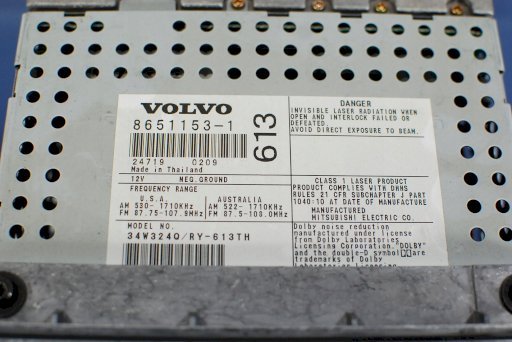 VOLVO
8651153-1
613
24719 0209
Made in Thailand
12V NEG.GROUND
FREQUENCY RANGE
U.S.A. AUSTRALIA
AM 530-1710KHz AM 522- 1710KHz
FM 87.75-107.9MHz FM 87.5-108.0MHz
MODEL NO.
34W324Q/RY-613TH
DANGER
INVISIBLE LASER RADIATION WHEN
OPEN AND INTERLOCK FAILED OR
DEFEATED.
AVOID DIRECT EXPOSURE TO BEAM.
CLASS 1 LASER PRODUCT
PRODUCT COMPLIES WITH DHHS
RULES 21 CFR SUBCHAPTER J PART
1040-10 AT DATE OF MANUFACTURE
MANUFACTURED
MITSUBISHI ELECTRIC CO.
Dolby noise reduction
manufactured under license
from Dolby Laboratories
Licensing Corporation."DOLBY"
and the double-D symbol are
trademarks of Dolby
Laboratories Licensing